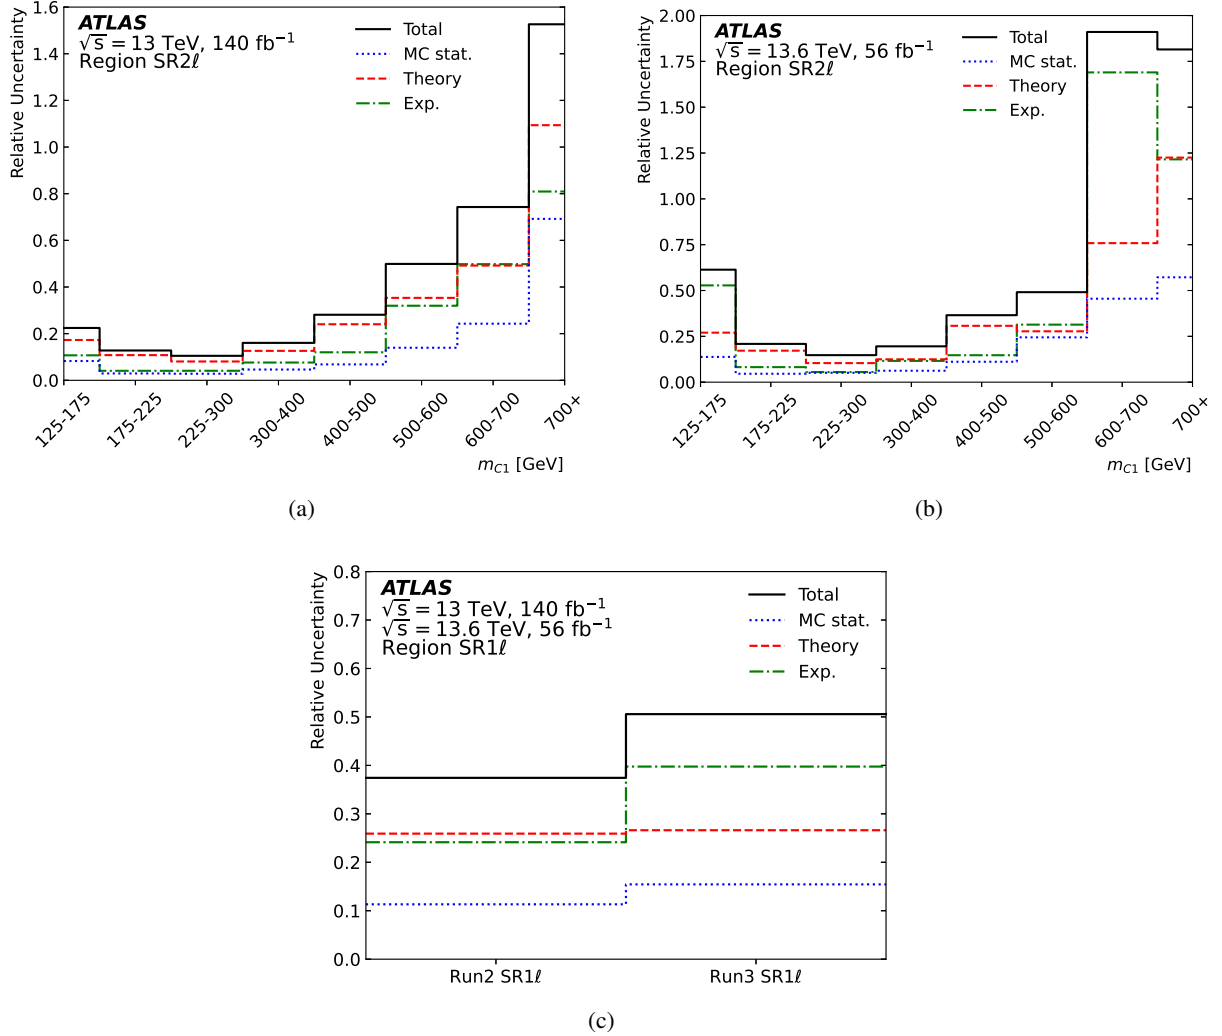 ATLAS
√s = 13 TeV, 140 fb⁻¹
Region SR2ℓ
Total
MC stat.
Theory
Exp.
Relative Uncertainty
1.6
1.4
1.2
1.0
0.8
0.6
0.4
0.2
0.0
125-175
175-225
225-300
300-400
400-500
500-600
600-700
700+
m_C1 [GeV]
(a)
ATLAS
√s = 13.6 TeV, 56 fb⁻¹
Region SR2ℓ
Total
MC stat.
Theory
Exp.
Relative Uncertainty
2.00
1.75
1.50
1.25
1.00
0.75
0.50
0.25
0.00
125-175
175-225
225-300
300-400
400-500
500-600
600-700
700+
m_C1 [GeV]
(b)
ATLAS
√s = 13 TeV, 140 fb⁻¹
√s = 13.6 TeV, 56 fb⁻¹
Region SR1ℓ
Total
MC stat.
Theory
Exp.
Relative Uncertainty
0.8
0.7
0.6
0.5
0.4
0.3
0.2
0.1
0.0
Run2 SR1ℓ
Run3 SR1ℓ
(c)